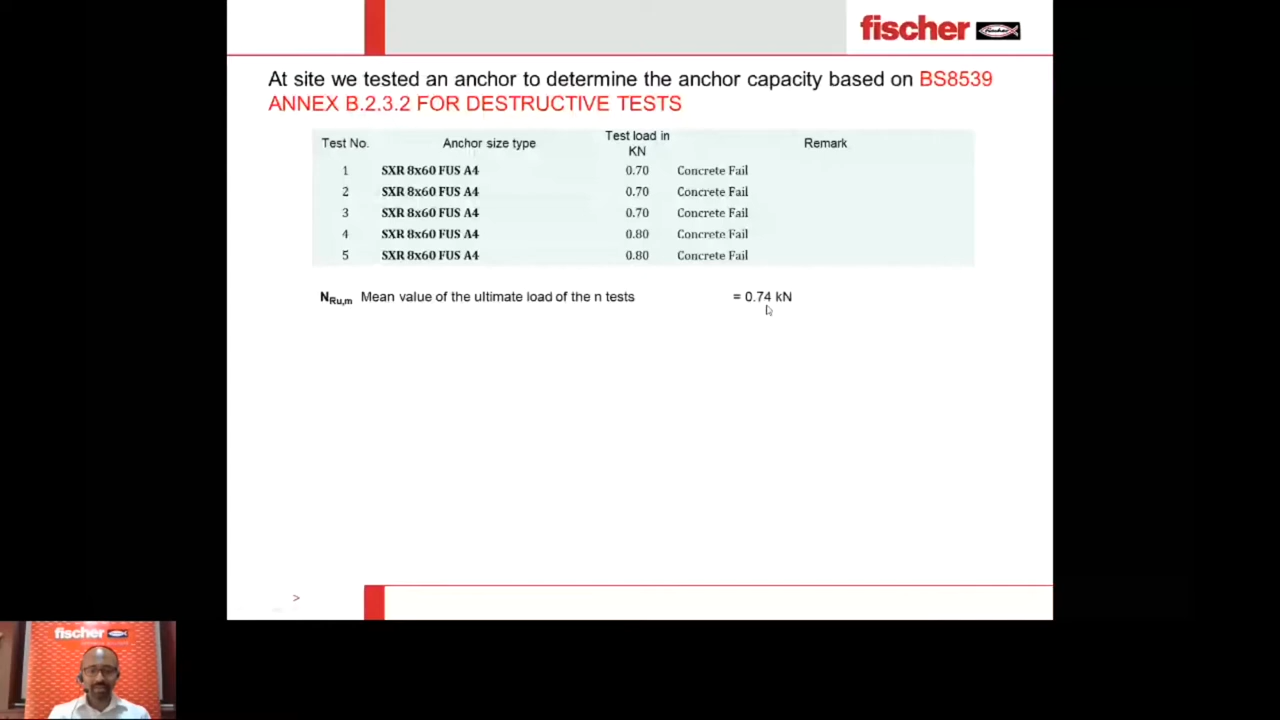 fischer
At site we tested an anchor to determine the anchor capacity based on BS8539
ANNEX B.2.3.2 FOR DESTRUCTIVE TESTS
Test No. Anchor size type Test load in KN Remark
1 SXR 8x60 FUS A4 0.70 Concrete Fail
2 SXR 8x60 FUS A4 0.70 Concrete Fail
3 SXR 8x60 FUS A4 0.70 Concrete Fail
4 SXR 8x60 FUS A4 0.80 Concrete Fail
5 SXR 8x60 FUS A4 0.80 Concrete Fail
NRu,m Mean value of the ultimate load of the n tests = 0.74 kN
>
fischer